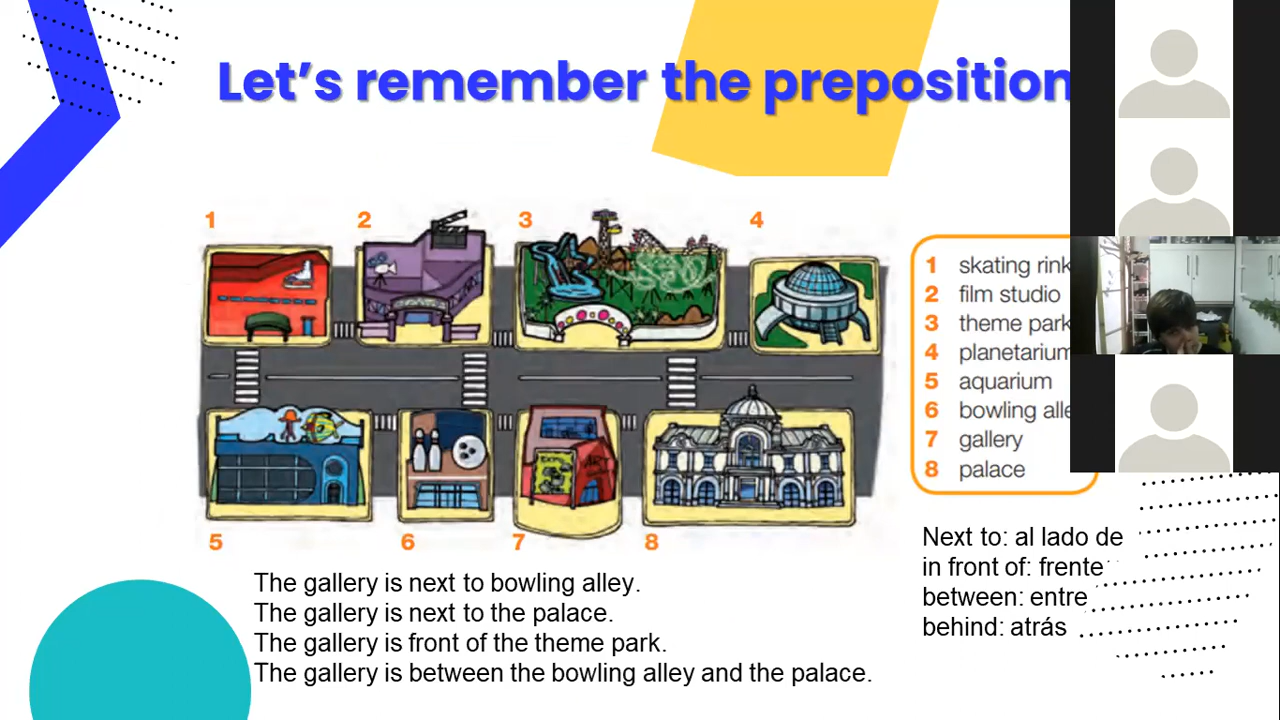 Let's remember the preposition
1 2 3 4
5 6 7 8
1 skating rink
2 film studio
3 theme park
4 planetarium
5 aquarium
6 bowling alle
7 gallery
8 palace
ART
Next to: al lado de
in front of: frente
between: entre
behind: atrás
The gallery is next to bowling alley.
The gallery is next to the palace.
The gallery is front of the theme park.
The gallery is between the bowling alley and the palace.